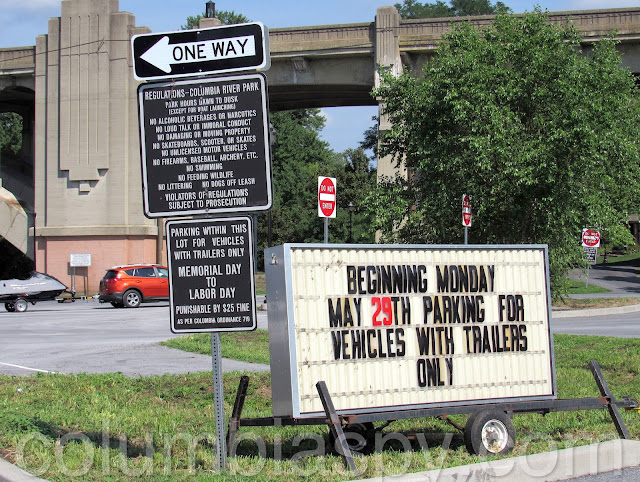 ONE WAY
REGULATIONS-COLUMBIA RIVER PARK
PARK HOURS DAWN TO DUSK
(EXCEPT FOR BOAT LAUNCHING)
NO ALCOHOLIC BEVERAGES OR NARCOTICS
NO LOUD TALK OR IMMORAL CONDUCT
NO DAMAGING OR MOVING PROPERTY
NO SKATEBOARDS, SCOOTER, OR SKATES
NO UNLICENSED MOTOR VEHICLES
NO FIREARMS, BASEBALL, ARCHERY, ETC.
NO SWIMMING
NO FEEDING WILDLIFE
NO LITTERING NO DOGS OFF LEASH
VIOLATORS OF REGULATIONS
SUBJECT TO PROSECUTION
PARKING WITHIN THIS
LOT FOR VEHICLES
WITH TRAILERS ONLY
MEMORIAL DAY
TO
LABOR DAY
PUNISHABLE BY $25 FINE
AS PER COLUMBIA ORDINANCE 719
DO NOT
ENTER
BEGINNING MONDAY
MAY 29TH PARKING FOR
VEHICLES WITH TRAILERS
ONLY
columbiaspy.com